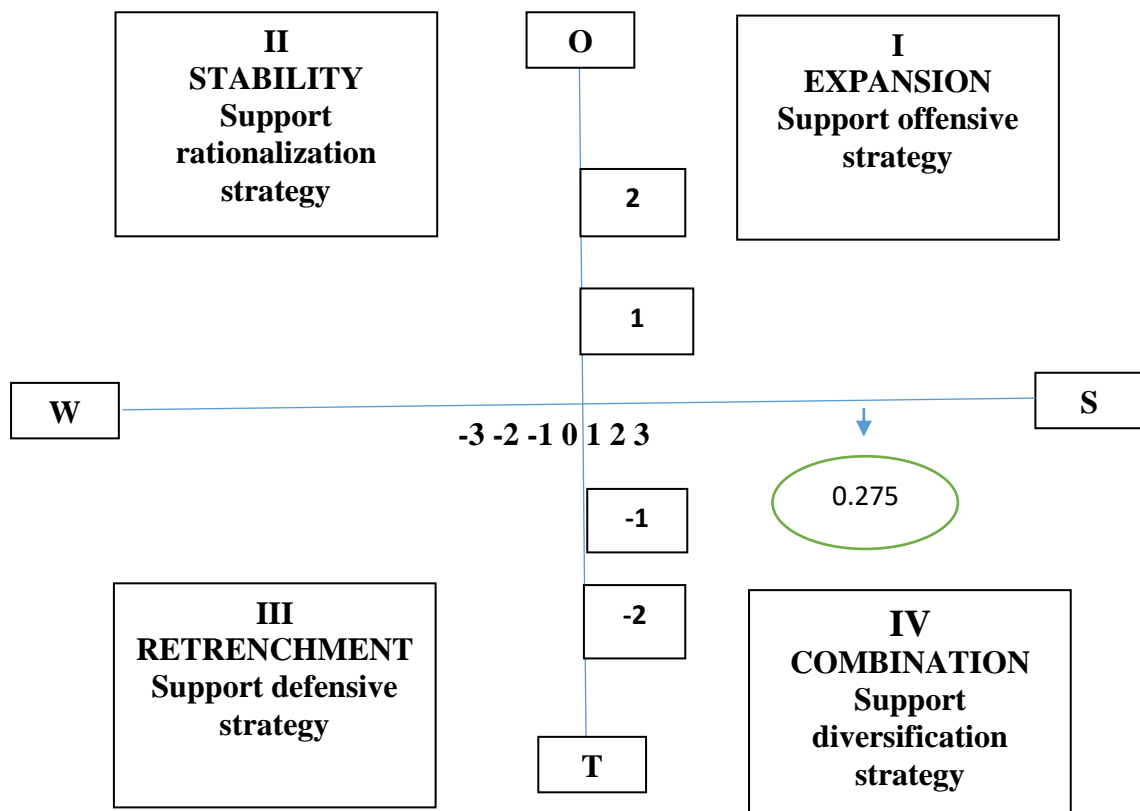 II
STABILITY
Support
rationalization
strategy
O
I
EXPANSION
Support offensive
strategy
2
1
W
S
-3 -2 -1 0 1 2 3
0.275
-1
-2
III
RETRENCHMENT
Support defensive
strategy
IV
COMBINATION
Support
diversification
strategy
T